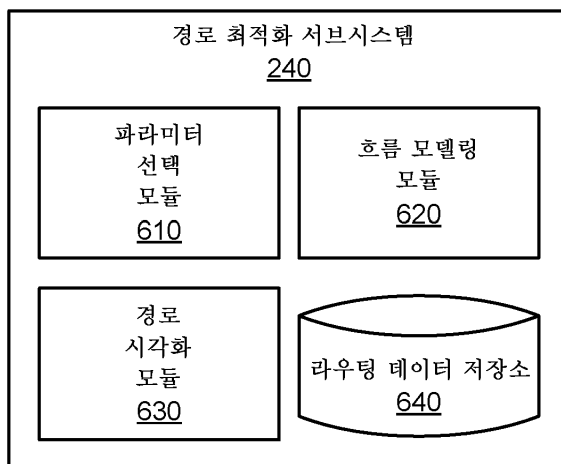 경로 최적화 서브시스템
240
파라미터
선택
모듈
610
흐름 모델링
모듈
620
경로
시각화
모듈
630
라우팅 데이터 저장소
640